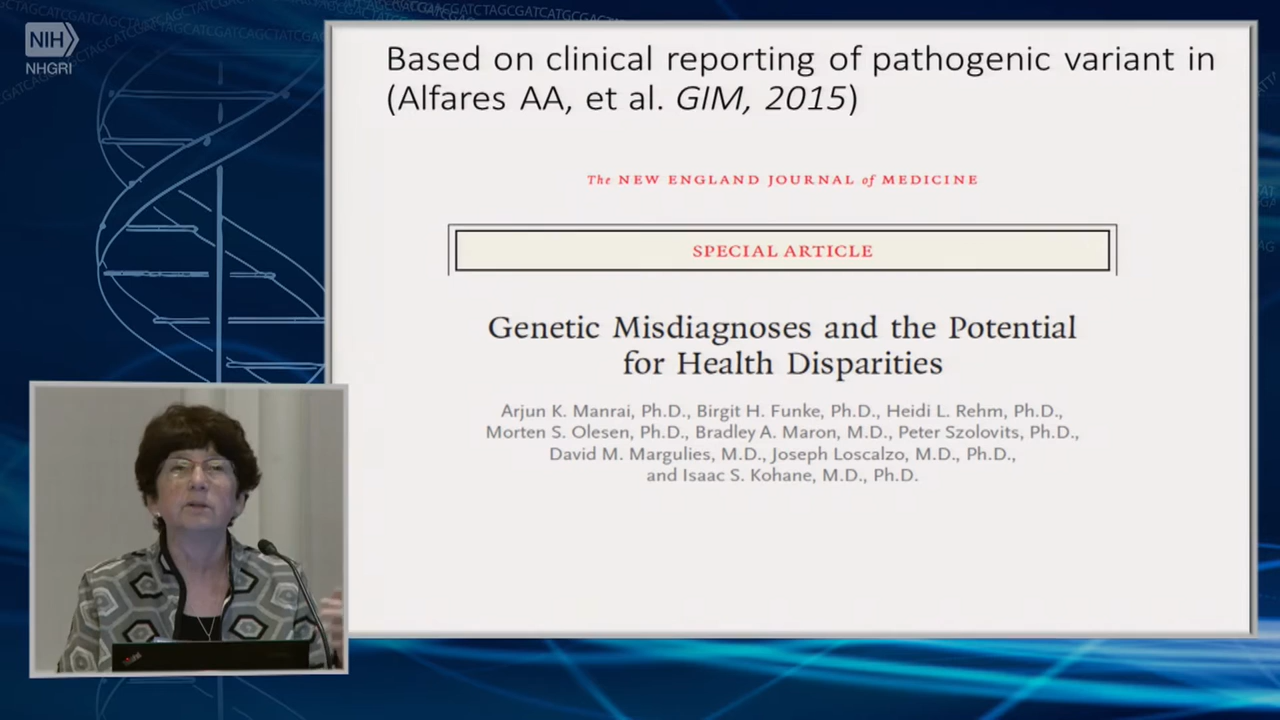 NIH
NHGRI
Based on clinical reporting of pathogenic variant in
(Alfares AA, et al. GIM, 2015)
The NEW ENGLAND JOURNAL of MEDICINE
SPECIAL ARTICLE
Genetic Misdiagnoses and the Potential
for Health Disparities
Arjun K. Manrai, Ph.D., Birgit H. Funke, Ph.D., Heidi L. Rehm, Ph.D.,
Morten S. Olesen, Ph.D., Bradley A. Maron, M.D., Peter Szolovits, Ph.D.,
David M. Margulies, M.D., Joseph Loscalzo, M.D., Ph.D.,
and Isaac S. Kohane, M.D., Ph.D.